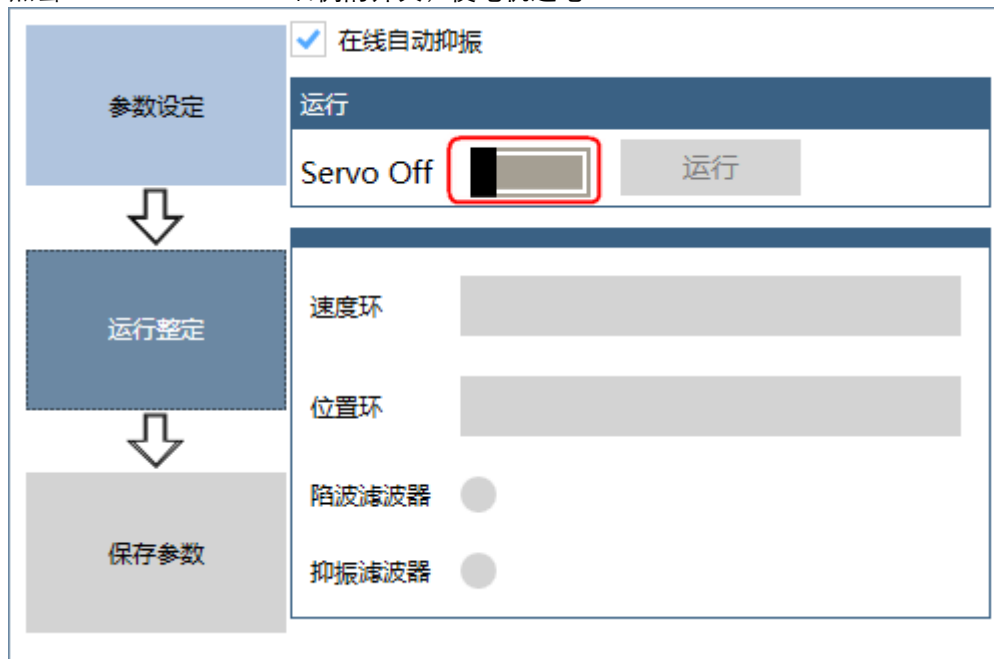 在线自动抑振
参数设定
运行
Servo Off
运行
运行整定
速度环
位置环
陷波滤波器
保存参数
抑振滤波器